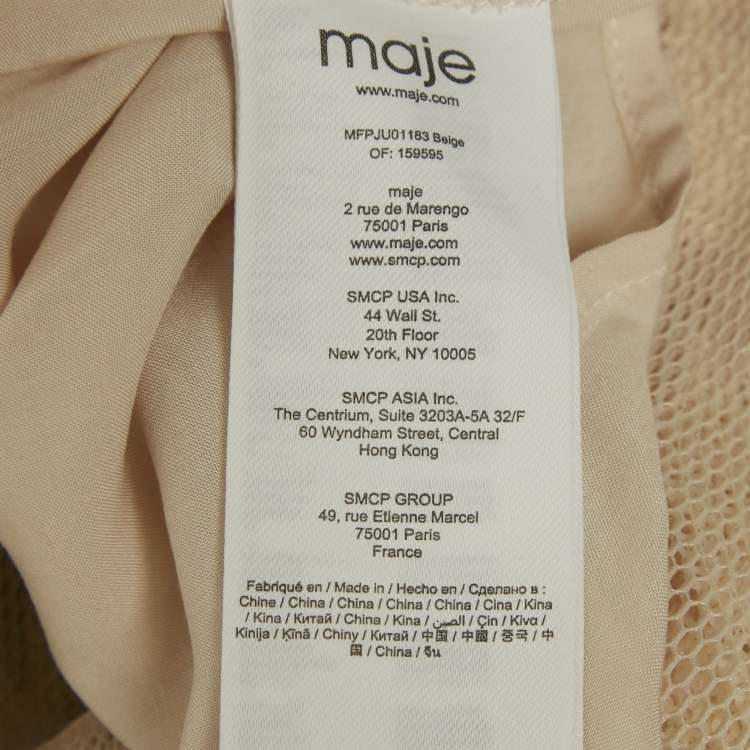 maje
www.maje.com
MFPJU01183 Beige
OF: 159595
maje
2 rue de Marengo
75001 Paris
www.maje.com
www.smcp.com
SMCP USA Inc.
44 Wall St.
20th Floor
New York, NY 10005
SMCP ASIA Inc.
The Centrium, Suite 3203A-5A 32/F
60 Wyndham Street, Central
Hong Kong
SMCP GROUP
49, rue Etienne Marcel
75001 Paris
France
Fabriqué en / Made in / Hecho en / Сделано в :
Chine / China / China / China / China / Cina / Kina
/ Kina / Китай / China / Kina / الصين / Çin / Κίνα /
Kinija / Ķīnā / Chiny / Китай / 中国 / 中國 / 중국 / 中
国 / China / จีน